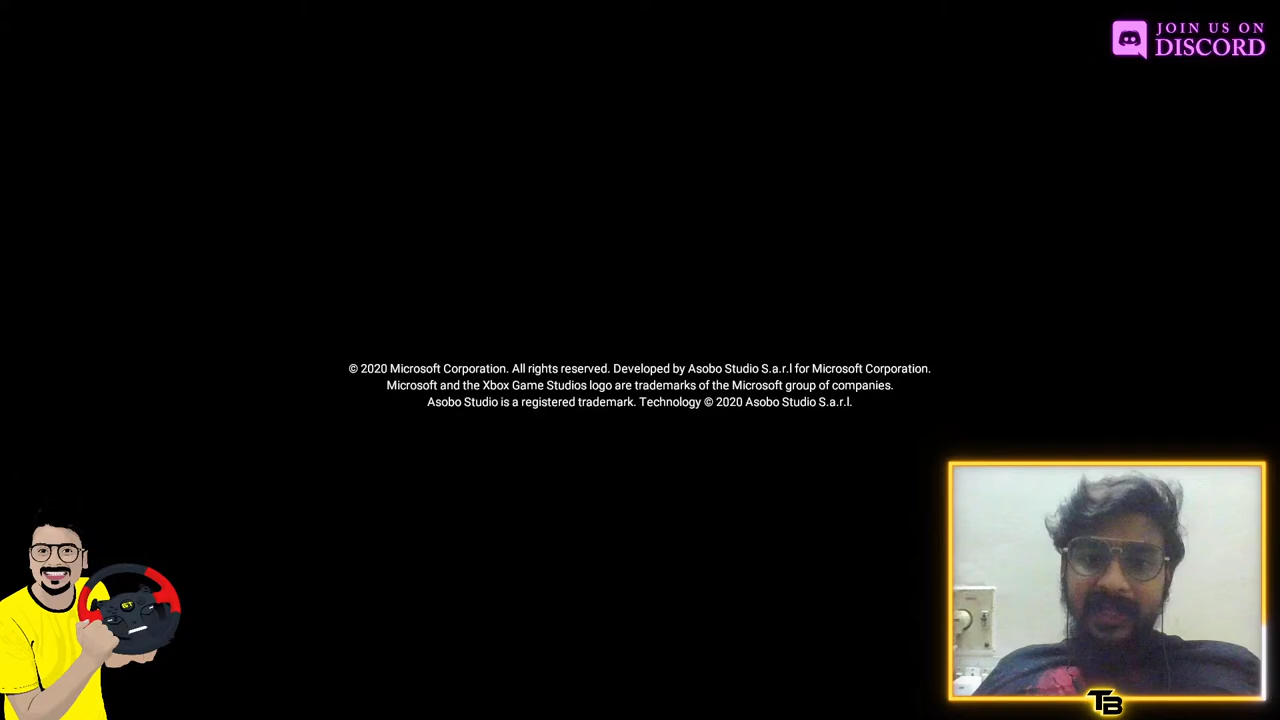 JOIN US ON
DISCORD
© 2020 Microsoft Corporation. All rights reserved. Developed by Asobo Studio S.a.r.l for Microsoft Corporation.
Microsoft and the Xbox Game Studios logo are trademarks of the Microsoft group of companies.
Asobo Studio is a registered trademark. Technology © 2020 Asobo Studio S.a.r.l.
GT
TB